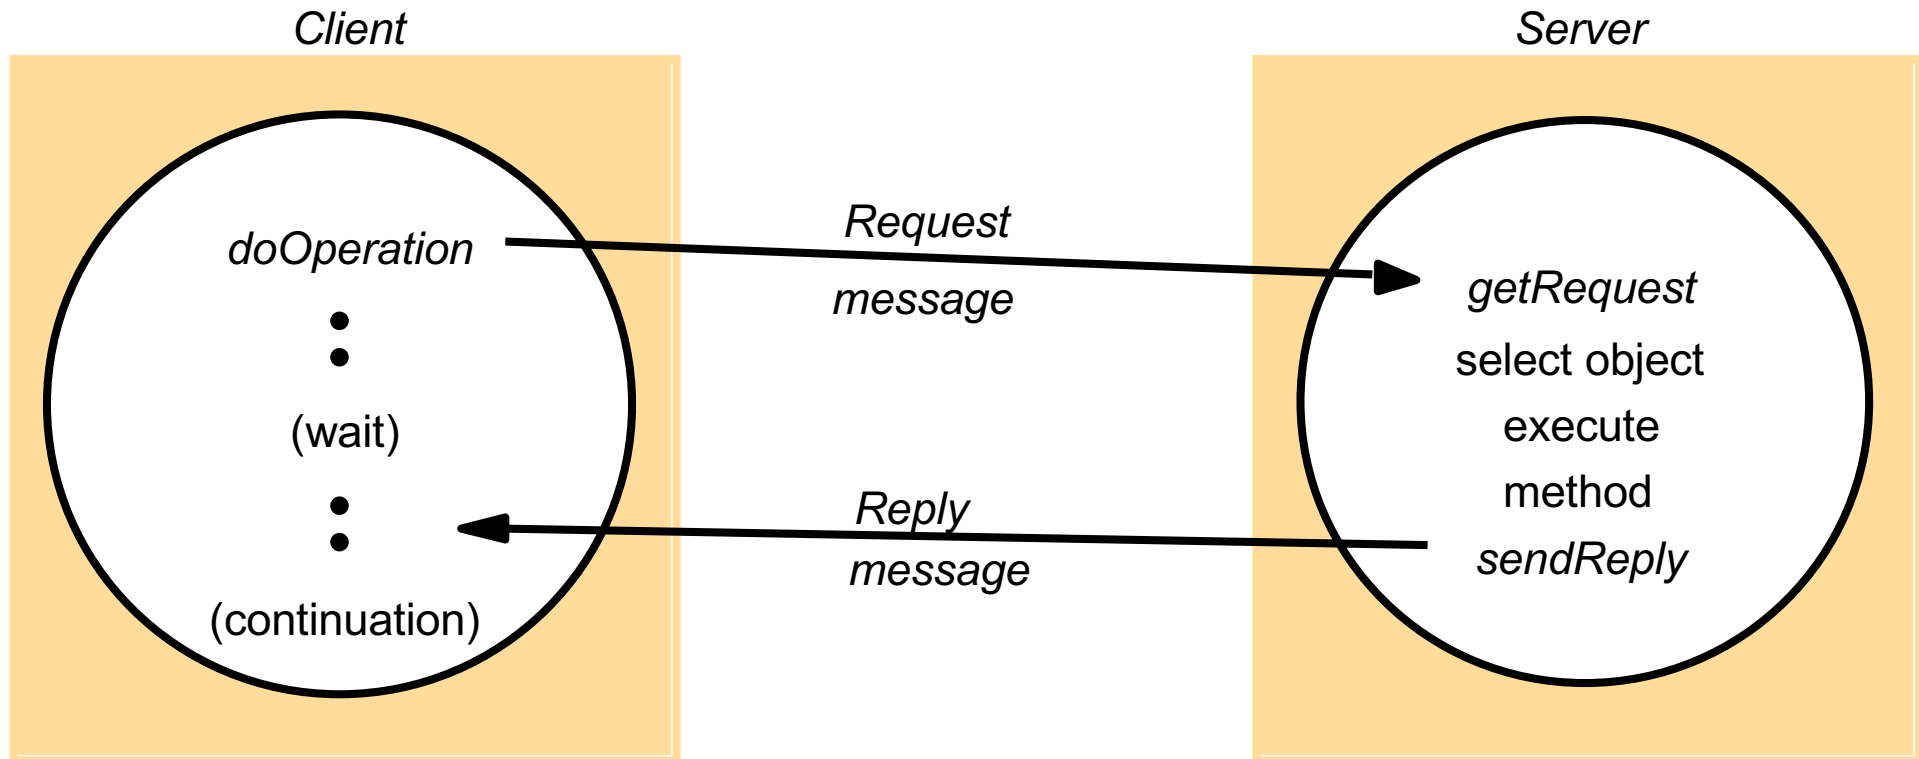 Client
Server
doOperation
(wait)
(continuation)
Request
message
Reply
message
getRequest
select object
execute
method
sendReply